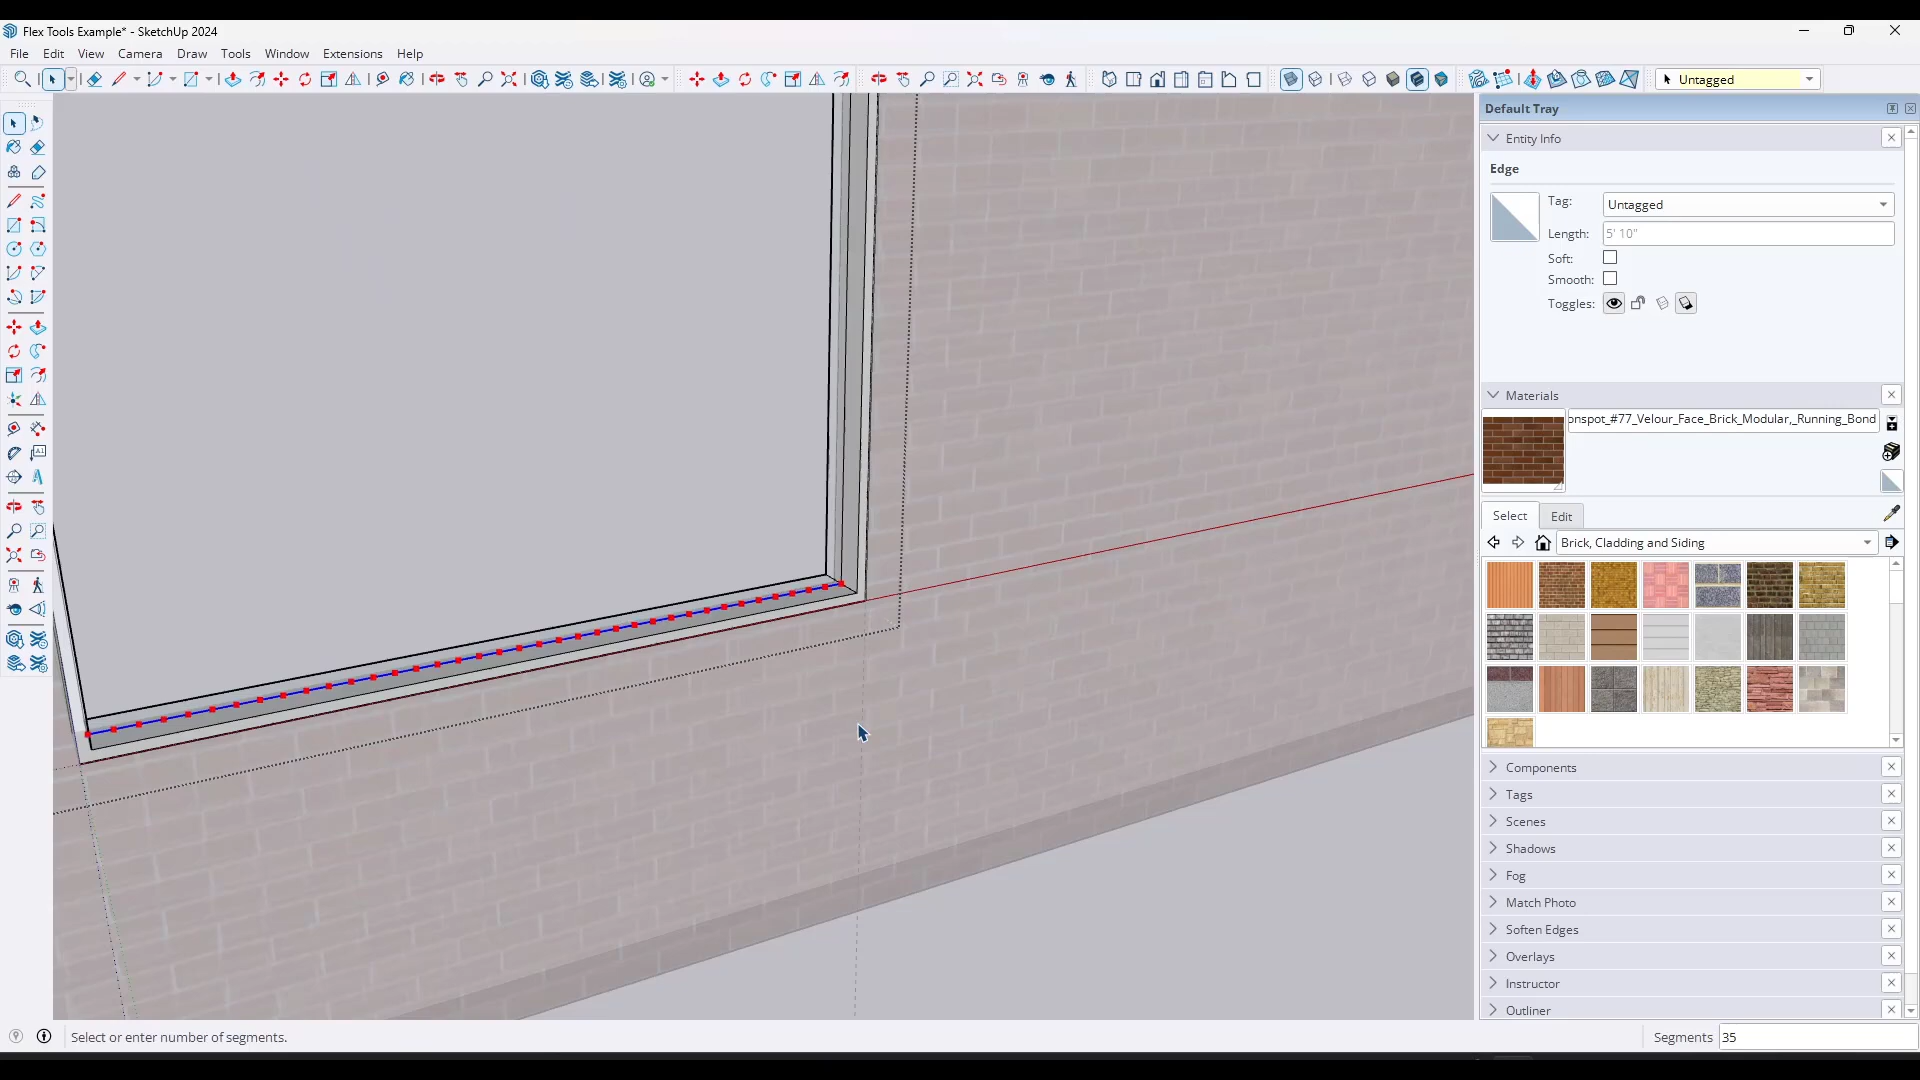 Flex Tools Example* - SketchUp 2024
File Edit View Camera Draw Tools Window Extensions Help
Untagged
Default Tray
Entity Info
Edge
Tag: Untagged
Length: 5' 10"
Soft:
Smooth:
Toggles:
Materials
onspot_#77_Velour_Face_Brick_Modular,_Running_Bond
Select Edit
Brick, Cladding and Siding
Components
Tags
Scenes
Shadows
Fog
Match Photo
Soften Edges
Overlays
Instructor
Outliner
Select or enter number of segments.
Segments 35